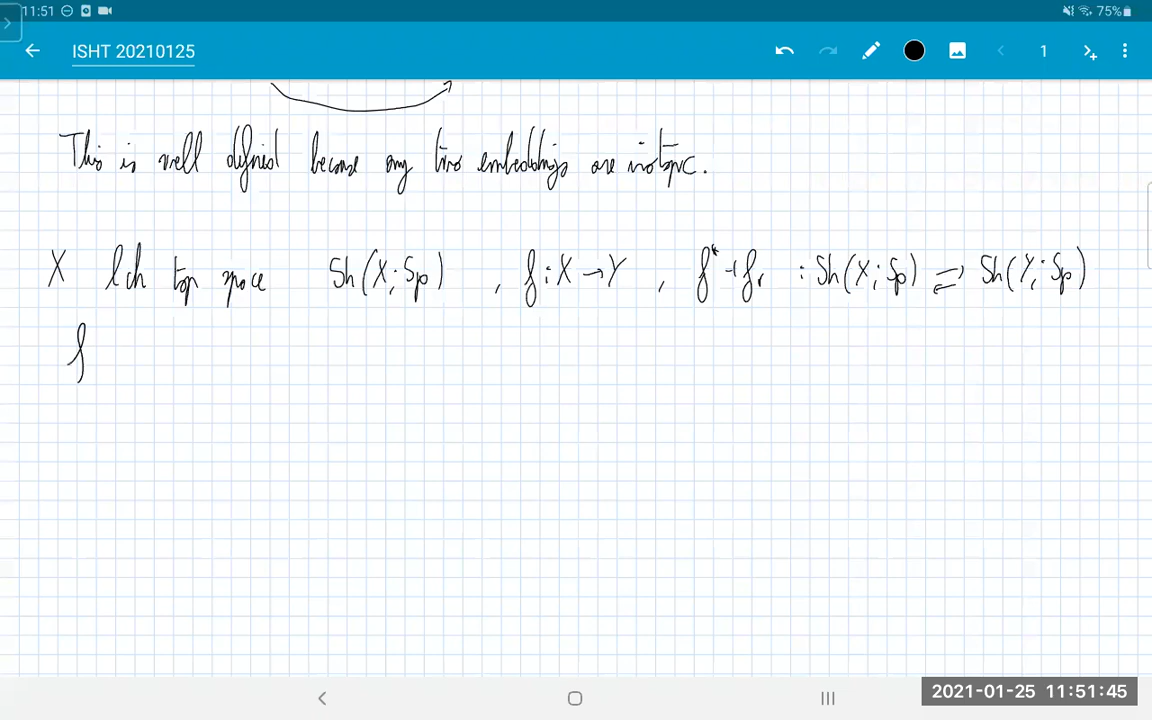 11:51 75%
ISHT 20210125 1
This is well defined because any two embeddings are isotopic.
X lch top space Sh(X; Sp) , f : X → Y , f* ⊣ f_* : Sh(X; Sp) ⇌ Sh(Y; Sp)
f
2021-01-25 11:51:45